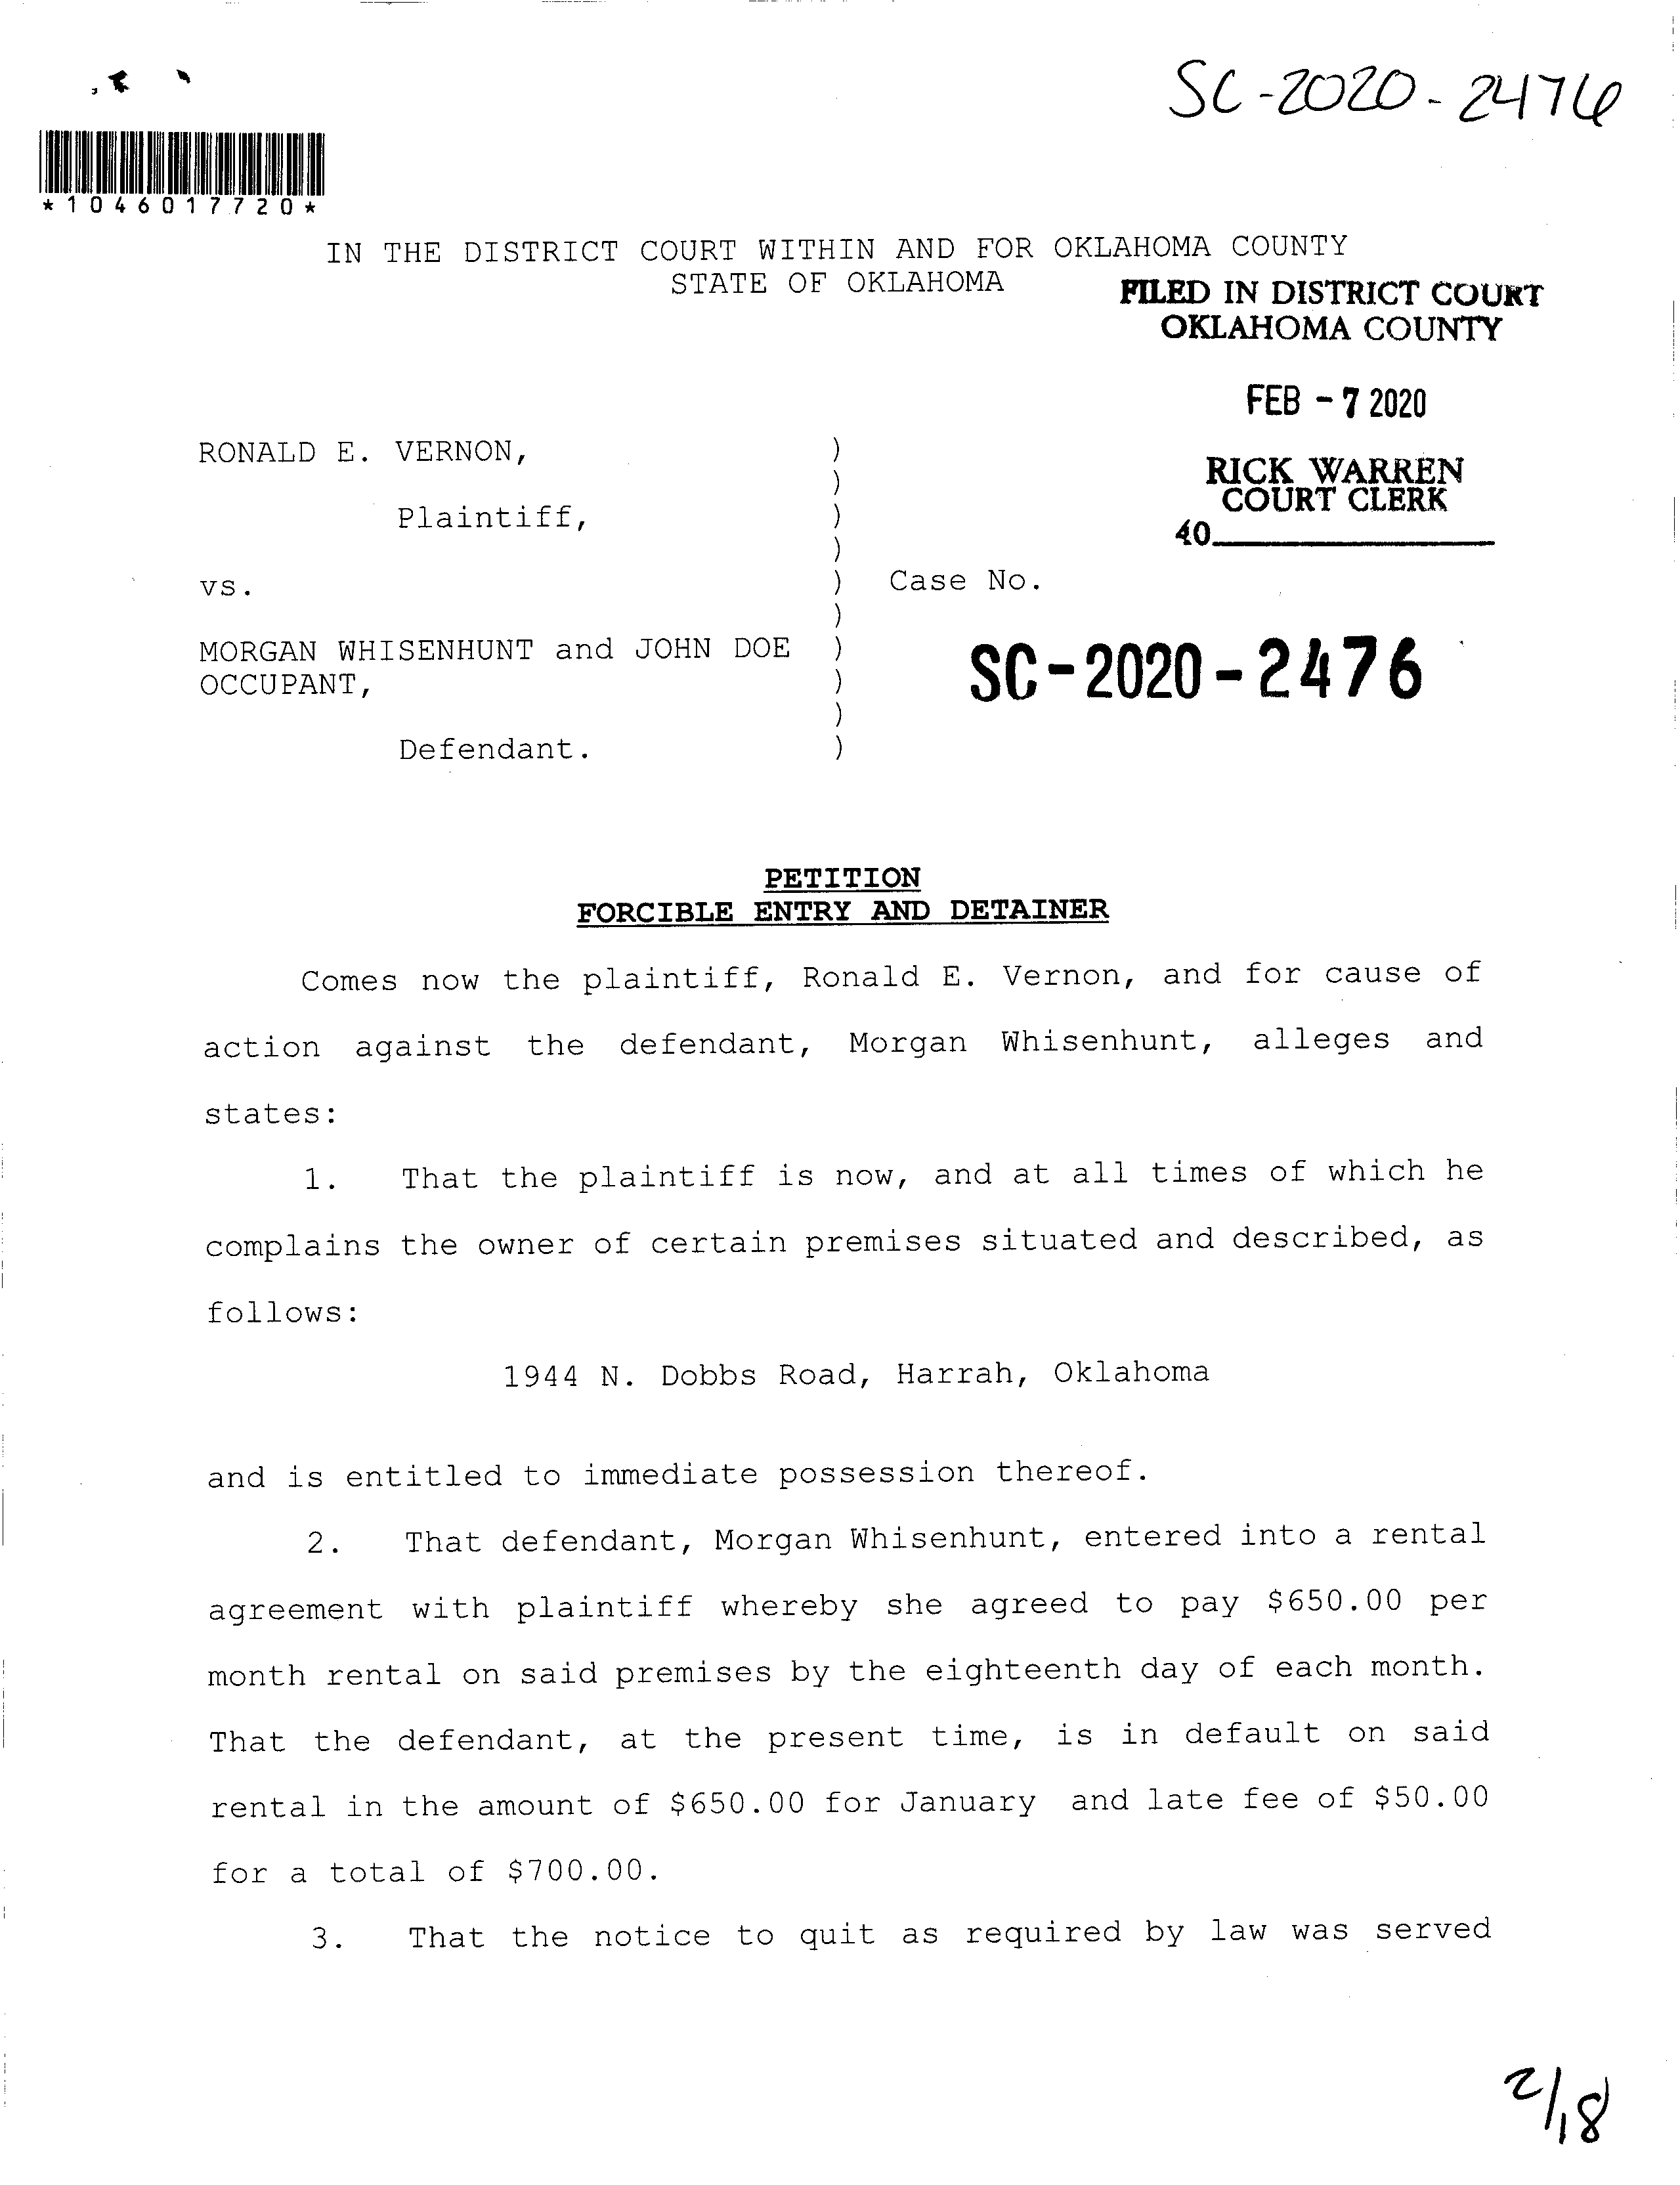 SC-2020-2476
*1046017720*
IN THE DISTRICT COURT WITHIN AND FOR OKLAHOMA COUNTY
STATE OF OKLAHOMA
FILED IN DISTRICT COURT
OKLAHOMA COUNTY
FEB - 7 2020
RICK WARREN
COURT CLERK
40
RONALD E. VERNON, )
)
Plaintiff, )
)
vs. ) Case No.
)
MORGAN WHISENHUNT and JOHN DOE )
OCCUPANT, )
)
Defendant. )
SC-2020-2476
PETITION
FORCIBLE ENTRY AND DETAINER
Comes now the plaintiff, Ronald E. Vernon, and for cause of
action against the defendant, Morgan Whisenhunt, alleges and
states:
1. That the plaintiff is now, and at all times of which he
complains the owner of certain premises situated and described, as
follows:
1944 N. Dobbs Road, Harrah, Oklahoma
and is entitled to immediate possession thereof.
2. That defendant, Morgan Whisenhunt, entered into a rental
agreement with plaintiff whereby she agreed to pay $650.00 per
month rental on said premises by the eighteenth day of each month.
That the defendant, at the present time, is in default on said
rental in the amount of $650.00 for January and late fee of $50.00
for a total of $700.00.
3. That the notice to quit as required by law was served
2/18